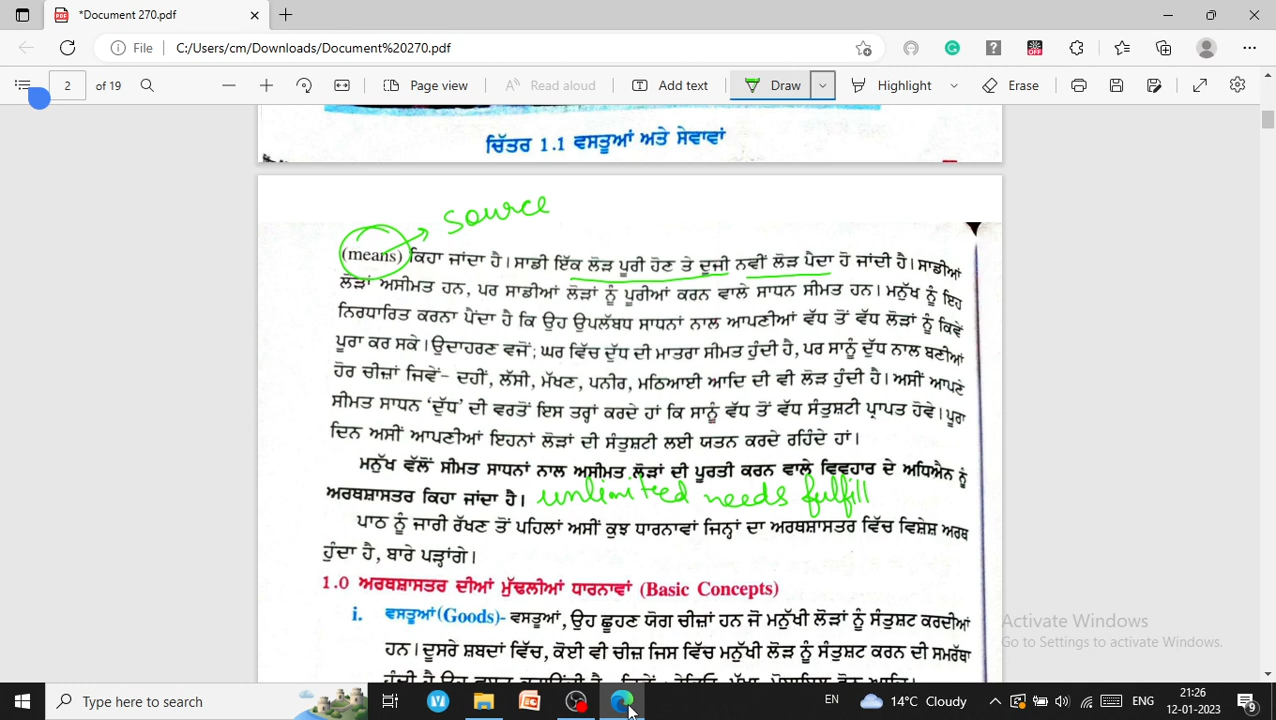 *Document 270.pdf
File C:/Users/cm/Downloads/Document%20270.pdf
2 of 19 Page view Read aloud Add text Draw Highlight Erase
ਚਿੱਤਰ 1.1 ਵਸਤੂਆਂ ਅਤੇ ਸੇਵਾਵਾਂ
Source
(means) ਕਿਹਾ ਜਾਂਦਾ ਹੈ। ਸਾਡੀ ਇੱਕ ਲੋੜ ਪੂਰੀ ਹੋਣ ਤੇ ਦੂਜੀ ਨਵੀਂ ਲੋੜ ਪੈਦਾ ਹੋ ਜਾਂਦੀ ਹੈ। ਸਾਡੀਆਂ
ਲੋੜਾਂ ਅਸੀਮਤ ਹਨ, ਪਰ ਸਾਡੀਆਂ ਲੋੜਾਂ ਨੂੰ ਪੂਰੀਆਂ ਕਰਨ ਵਾਲੇ ਸਾਧਨ ਸੀਮਤ ਹਨ। ਮਨੁੱਖ ਨੂੰ ਇਹ
ਨਿਰਧਾਰਿਤ ਕਰਨਾ ਪੈਂਦਾ ਹੈ ਕਿ ਉਹ ਉਪਲੱਬਧ ਸਾਧਨਾਂ ਨਾਲ ਆਪਣੀਆਂ ਵੱਧ ਤੋਂ ਵੱਧ ਲੋੜਾਂ ਨੂੰ ਕਿਵੇਂ
ਪੂਰਾ ਕਰ ਸਕੇ। ਉਦਾਹਰਣ ਵਜੋਂ; ਘਰ ਵਿੱਚ ਦੁੱਧ ਦੀ ਮਾਤਰਾ ਸੀਮਤ ਹੁੰਦੀ ਹੈ, ਪਰ ਸਾਨੂੰ ਦੁੱਧ ਨਾਲ ਬਣੀਆਂ
ਹੋਰ ਚੀਜ਼ਾਂ ਜਿਵੇਂ- ਦਹੀਂ, ਲੱਸੀ, ਮੱਖਣ, ਪਨੀਰ, ਮਠਿਆਈ ਆਦਿ ਦੀ ਵੀ ਲੋੜ ਹੁੰਦੀ ਹੈ। ਅਸੀਂ ਆਪਣੇ
ਸੀਮਤ ਸਾਧਨ ‘ਦੁੱਧ’ ਦੀ ਵਰਤੋਂ ਇਸ ਤਰ੍ਹਾਂ ਕਰਦੇ ਹਾਂ ਕਿ ਸਾਨੂੰ ਵੱਧ ਤੋਂ ਵੱਧ ਸੰਤੁਸ਼ਟੀ ਪ੍ਰਾਪਤ ਹੋਵੇ। ਪੂਰਾ
ਦਿਨ ਅਸੀਂ ਆਪਣੀਆਂ ਇਹਨਾਂ ਲੋੜਾਂ ਦੀ ਸੰਤੁਸ਼ਟੀ ਲਈ ਯਤਨ ਕਰਦੇ ਰਹਿੰਦੇ ਹਾਂ।
ਮਨੁੱਖ ਵੱਲੋਂ ਸੀਮਤ ਸਾਧਨਾਂ ਨਾਲ ਅਸੀਮਤ ਲੋੜਾਂ ਦੀ ਪੂਰਤੀ ਕਰਨ ਵਾਲੇ ਵਿਵਹਾਰ ਦੇ ਅਧਿਐਨ ਨੂੰ
ਅਰਥਸ਼ਾਸਤਰ ਕਿਹਾ ਜਾਂਦਾ ਹੈ। unlimited needs fulfill
ਪਾਠ ਨੂੰ ਜਾਰੀ ਰੱਖਣ ਤੋਂ ਪਹਿਲਾਂ ਅਸੀਂ ਕੁਝ ਧਾਰਨਾਵਾਂ ਜਿਨ੍ਹਾਂ ਦਾ ਅਰਥਸ਼ਾਸਤਰ ਵਿੱਚ ਵਿਸ਼ੇਸ਼ ਅਰਥ
ਹੁੰਦਾ ਹੈ, ਬਾਰੇ ਪੜ੍ਹਾਂਗੇ।
1.0 ਅਰਥਸ਼ਾਸਤਰ ਦੀਆਂ ਮੁੱਢਲੀਆਂ ਧਾਰਨਾਵਾਂ (Basic Concepts)
i. ਵਸਤੂਆਂ(Goods)- ਵਸਤੂਆਂ, ਉਹ ਛੂਹਣ ਯੋਗ ਚੀਜ਼ਾਂ ਹਨ ਜੋ ਮਨੁੱਖੀ ਲੋੜਾਂ ਨੂੰ ਸੰਤੁਸ਼ਟ ਕਰਦੀਆਂ
ਹਨ। ਦੂਸਰੇ ਸ਼ਬਦਾਂ ਵਿੱਚ, ਕੋਈ ਵੀ ਚੀਜ਼ ਜਿਸ ਵਿੱਚ ਮਨੁੱਖੀ ਲੋੜ ਨੂੰ ਸੰਤੁਸ਼ਟ ਕਰਨ ਦੀ ਸਮਰੱਥਾ
Activate Windows
Go to Settings to activate Windows.
Type here to search EN 14°C Cloudy ENG 21:26
12-01-2023